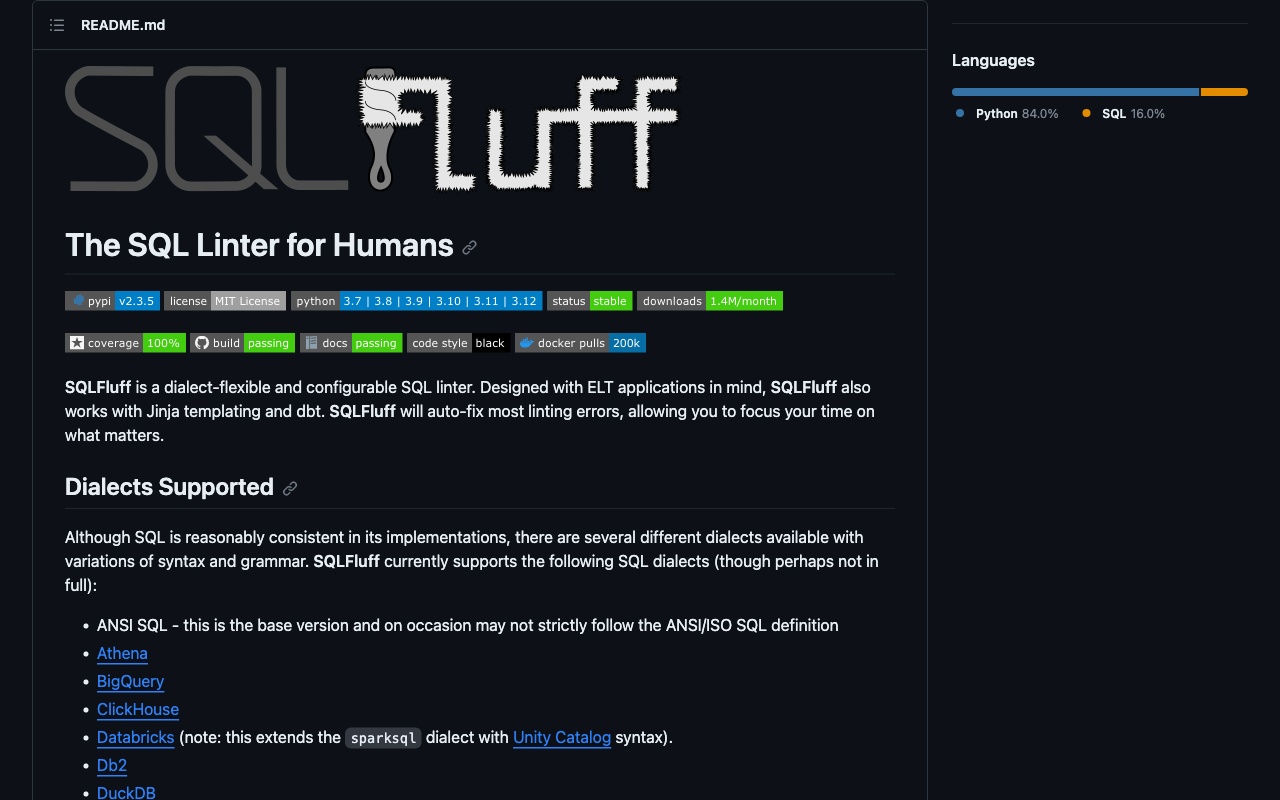 README.md
SQL Fluff
The SQL Linter for Humans
pypi v2.3.5 license MIT License python 3.7 | 3.8 | 3.9 | 3.10 | 3.11 | 3.12 status stable downloads 1.4M/month
coverage 100% build passing docs passing code style black docker pulls 200k
SQLFluff is a dialect-flexible and configurable SQL linter. Designed with ELT applications in mind, SQLFluff also
works with Jinja templating and dbt. SQLFluff will auto-fix most linting errors, allowing you to focus your time on
what matters.
Dialects Supported
Although SQL is reasonably consistent in its implementations, there are several different dialects available with
variations of syntax and grammar. SQLFluff currently supports the following SQL dialects (though perhaps not in
full):
• ANSI SQL - this is the base version and on occasion may not strictly follow the ANSI/ISO SQL definition
• Athena
• BigQuery
• ClickHouse
• Databricks (note: this extends the sparksql dialect with Unity Catalog syntax).
• Db2
• DuckDB
Languages
Python 84.0% SQL 16.0%